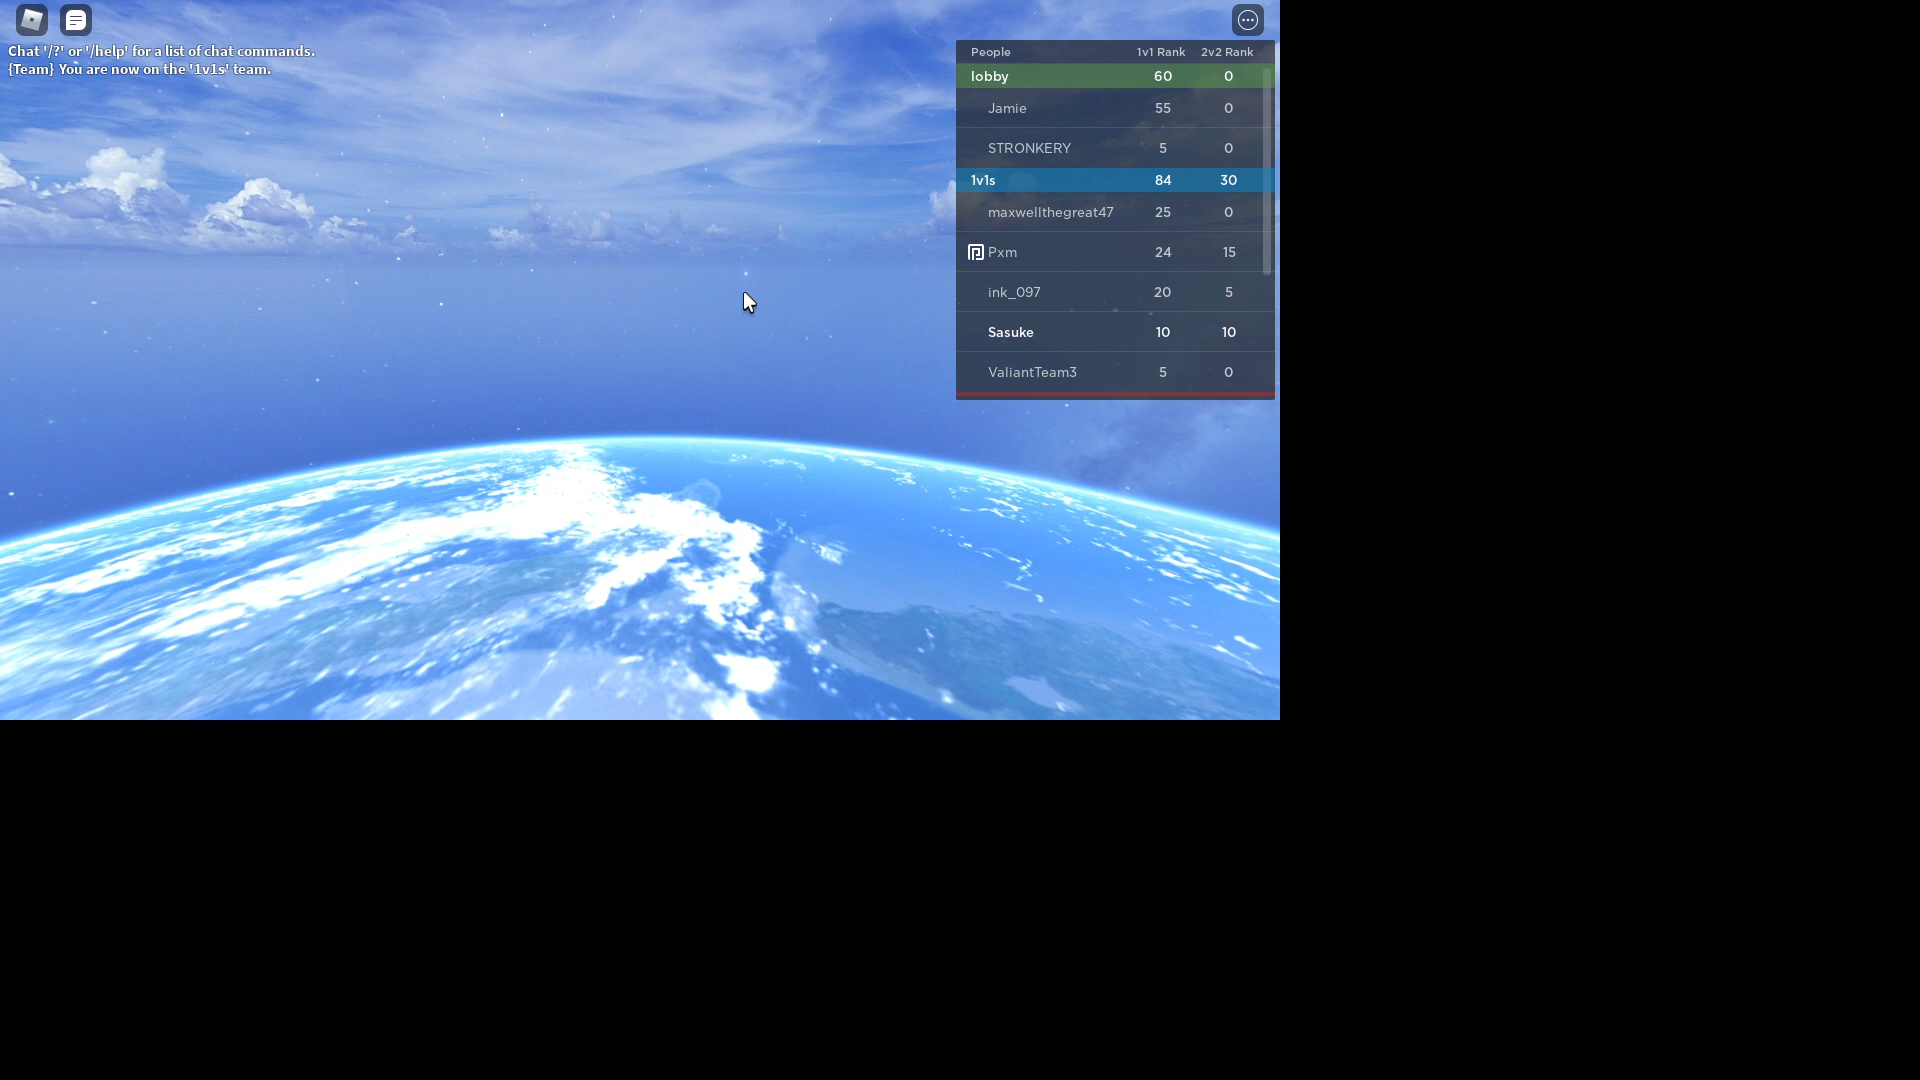 Chat '/?' or '/help' for a list of chat commands.
{Team} You are now on the '1v1s' team.
People 1v1 Rank 2v2 Rank
lobby 60 0
Jamie 55 0
STRONKERY 5 0
1v1s 84 30
maxwellthegreat47 25 0
Pxm 24 15
ink_097 20 5
Sasuke 10 10
ValiantTeam3 5 0